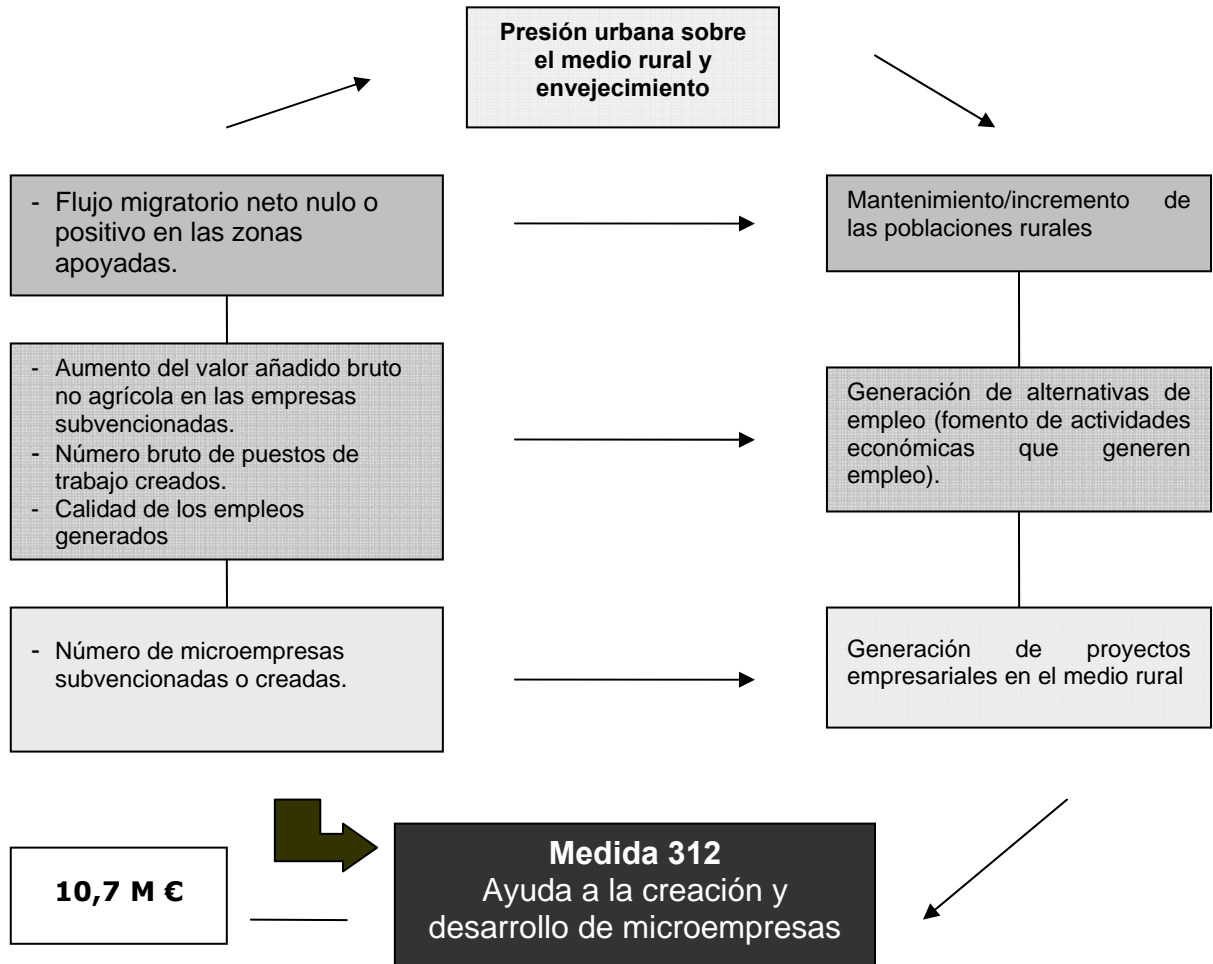 Presión urbana sobre
el medio rural y
envejecimiento
- Flujo migratorio neto nulo o
positivo en las zonas
apoyadas.
Mantenimiento/incremento de
las poblaciones rurales
- Aumento del valor añadido bruto
no agrícola en las empresas
subvencionadas.
- Número bruto de puestos de
trabajo creados.
- Calidad de los empleos
generados
Generación de alternativas de
empleo (fomento de actividades
económicas que generen
empleo).
- Número de microempresas
subvencionadas o creadas.
Generación de proyectos
empresariales en el medio rural
10,7 M €
Medida 312
Ayuda a la creación y
desarrollo de microempresas